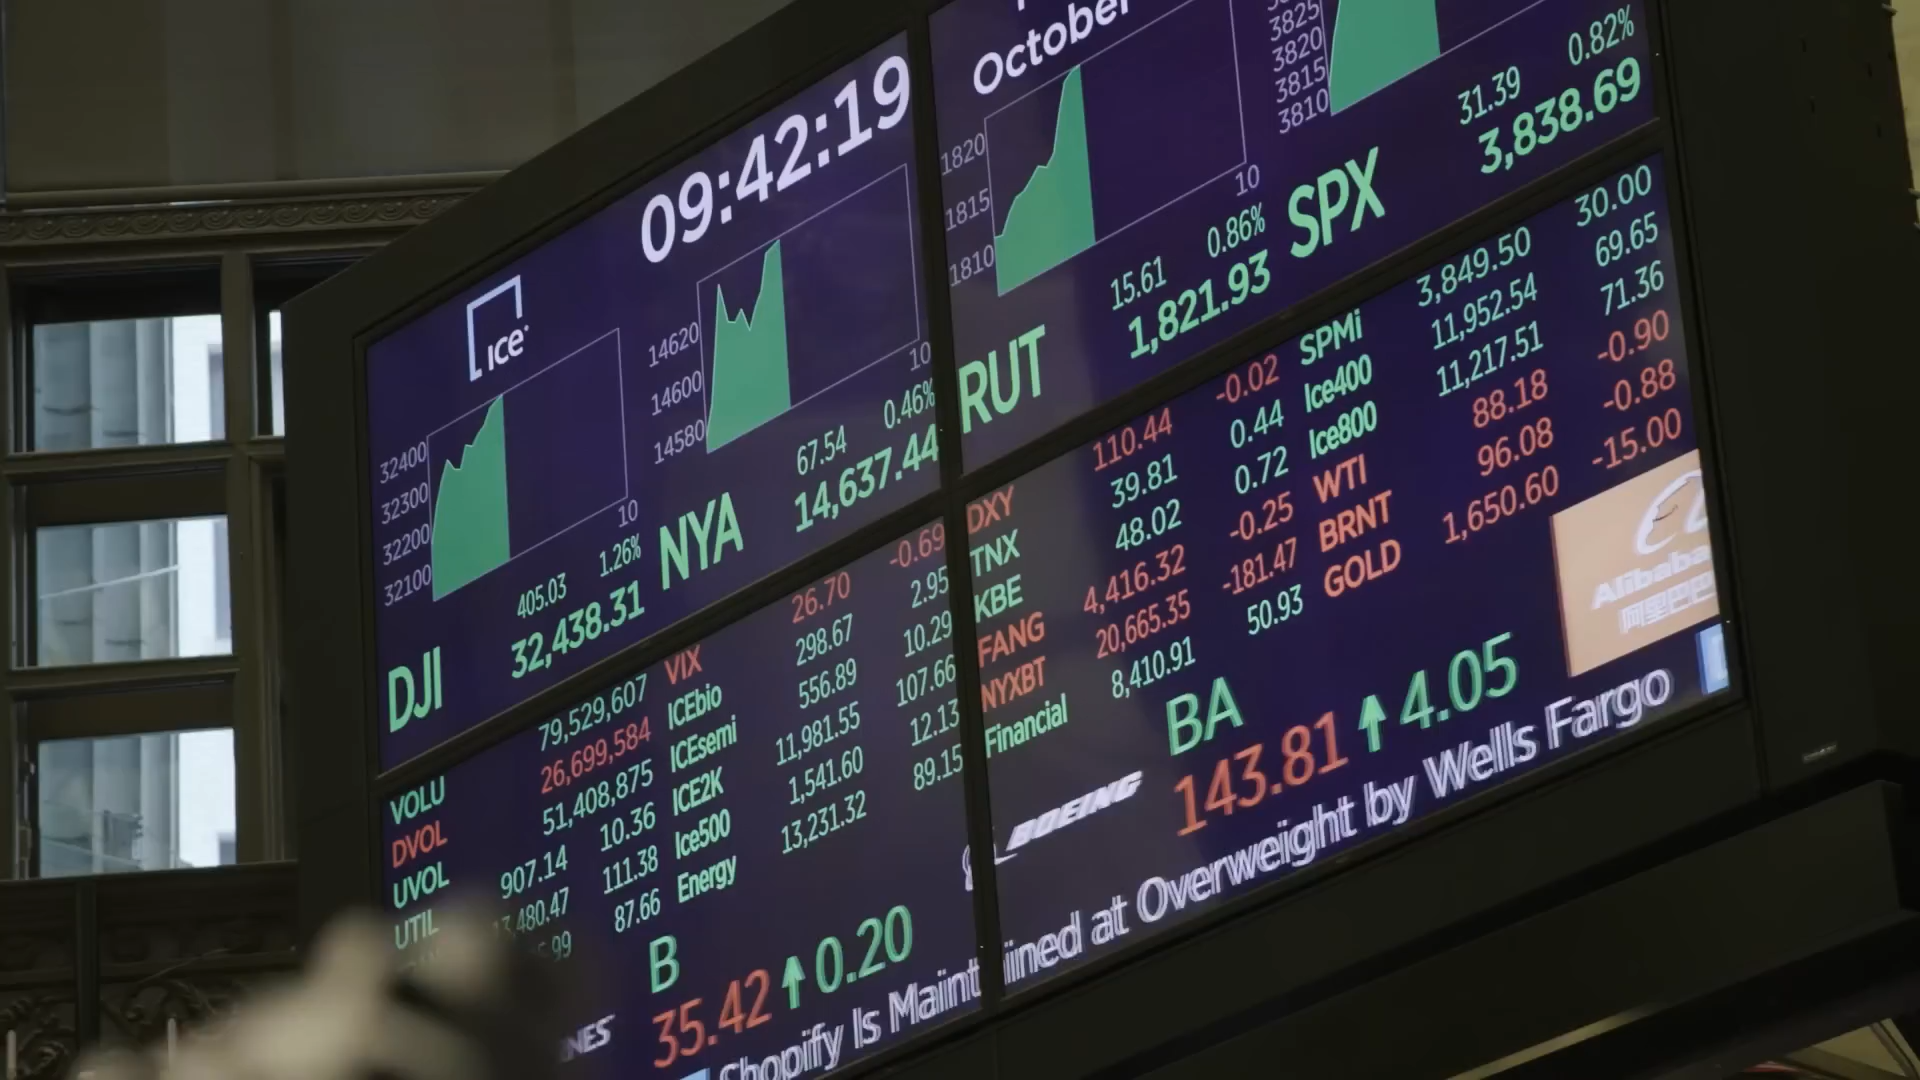 09:42:19
ice
32400
32300
32200
32100
10
405.03 1.26%
DJI 32,438.31
14620
14600
14580
10
67.54 0.46%
NYA 14,637.44
October
1820
1815
1810
10
15.61 0.86%
RUT 1,821.93
3825
3820
3815
3810
31.39 0.82%
SPX 3,838.69
VOLU 79,529,607
DVOL 26,699,584
UVOL 51,408,875
UTIL 907.14 10.36
480.47 111.38
87.66
VIX 26.70 -0.69
ICEbio 298.67 2.95
ICEsemi 556.89 10.29
ICE2K 11,981.55 107.66
Ice500 1,541.60 12.13
Energy 13,231.32 89.15
DXY 110.44 -0.02
TNX 39.81 0.44
KBE 48.02 0.72
FANG 4,416.32 -0.25
NYXBT 20,665.35 -181.47
Financial 8,410.91 50.93
SPMi 3,849.50 30.00
Ice400 11,952.54 69.65
Ice800 11,217.51 71.36
WTI 88.18 -0.90
BRNT 96.08 -0.88
GOLD 1,650.60 -15.00
B
35.42 0.20
BOEING
BA
143.81 4.05
Alibaba
阿里巴巴
Shopify Is Maintained at Overweight by Wells Fargo